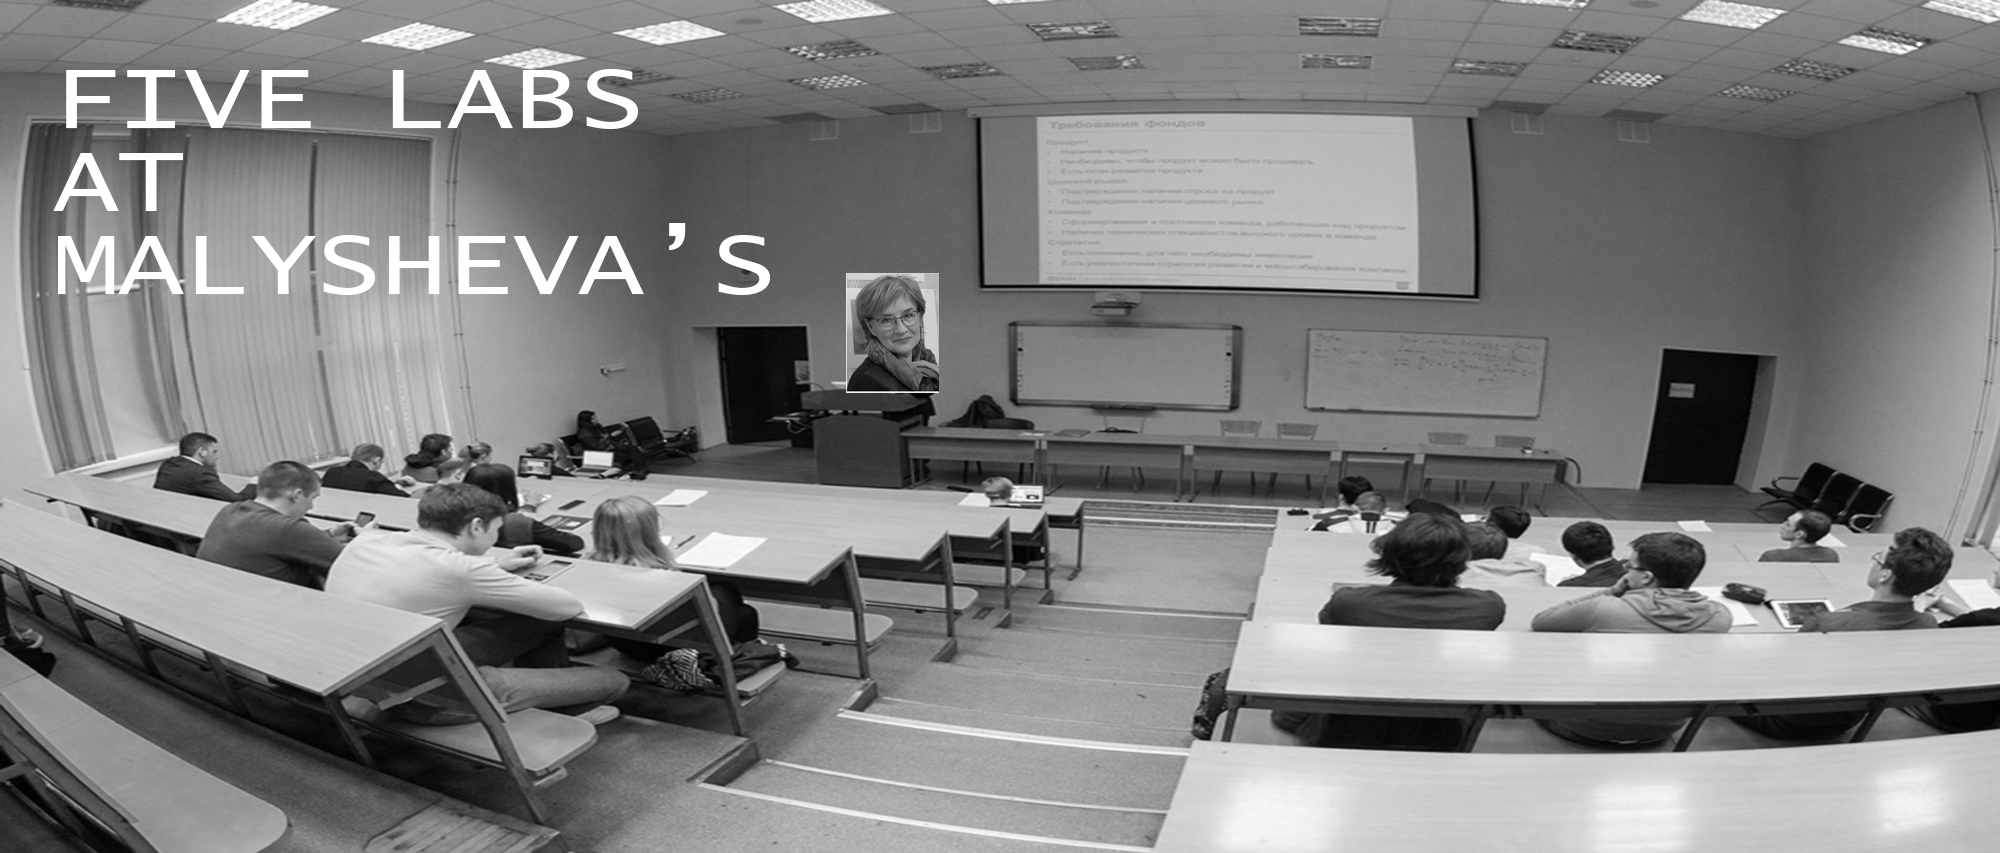 FIVE LABS
AT
MALYSHEVA'S
Требования фондов
Продукт
- Наличие продукта
- Необходимо, чтобы продукт можно было продавать
- Есть план развития продукта
Целевой рынок
- Подтверждение наличия спроса на продукт
- Подтверждение наличия целевого рынка
Команда
- Сформированная и постоянная команда, работающая над продуктом
- Наличие технических специалистов высокого уровня в команде
Стратегия
- Есть понимание, для чего необходимы инвестиции
- Есть реалистичная стратегия развития и масштабирования компании